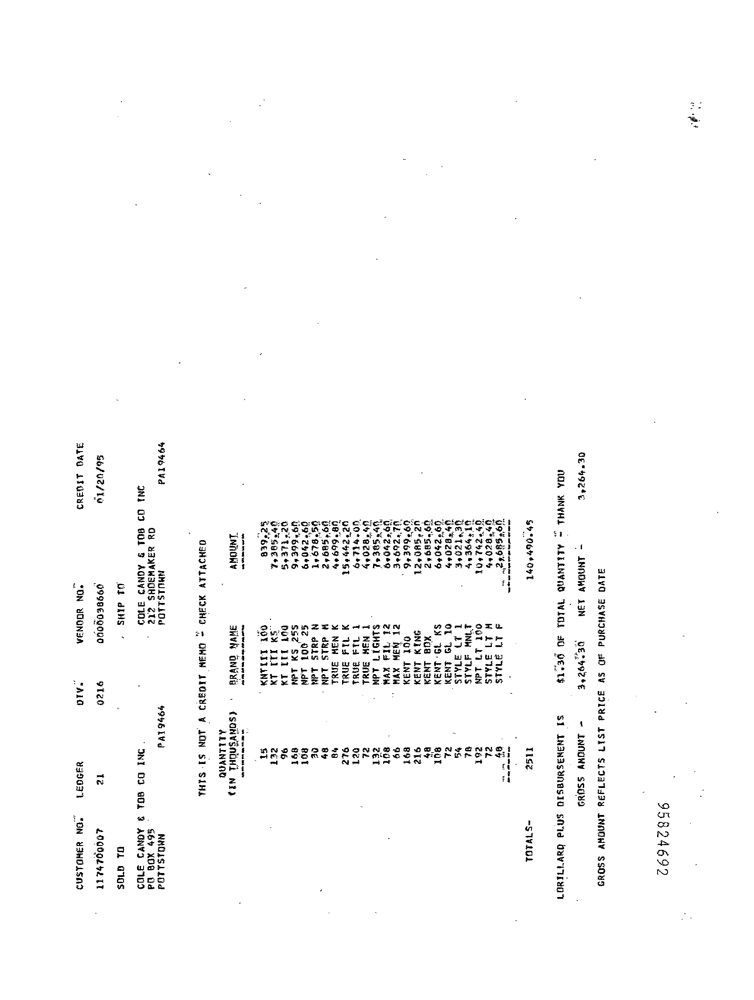 CUSTOMER NO. LEDGER DIV. VENDOR NO. CREDIT DATE
1174700007 21 0216 0000038660 01/20/95
SOLD TO SHIP TO
COLE CANDY & TOB CO INC COLE CANDY & TOB CO INC
PO BOX 495 212 SHOEMAKER RD
POTTSTOWN PA19464 POTTSTOWN PA19464
THIS IS NOT A CREDIT MEMO - CHECK ATTACHED
QUANTITY
(IN THOUSANDS) BRAND NAME AMOUNT
15 KNTIII 100 839.25
132 KT III KS 7,385.40
96 KT III 100 5,371.20
168 NPT KS 25S 9,399.60
108 NPT 100 25 6,042.60
30 NPT STRP N 1,678.50
48 NPT STRP M 2,685.60
84 TRUE MEN K 4,699.80
276 TRUE FIL K 15,442.20
120 TRUE FIL 1 6,714.00
72 TRUE MEN 1 4,028.40
132 NPT LIGHTS 7,385.40
108 MAX FIL 12 6,042.60
66 MAX MEN 12 3,692.70
168 KENT 100 9,399.60
216 KENT KING 12,085.20
48 KENT BOX 2,685.60
108 KENT GL KS 6,042.60
72 KENT GL 10 4,028.40
54 STYLE LT 1 3,021.30
78 STYLE MNLT 4,364.12
192 NPT LT 100 10,742.40
72 STYLE LT M 4,028.40
48 STYLE LT F 2,685.60
TOTALS- 2511 140,490.45
LORILLARD PLUS DISBURSEMENT IS $1.30 OF TOTAL QUANTITY - THANK YOU
GROSS AMOUNT - 3,264.30 NET AMOUNT - 3,264.30
GROSS AMOUNT REFLECTS LIST PRICE AS OF PURCHASE DATE
95824692